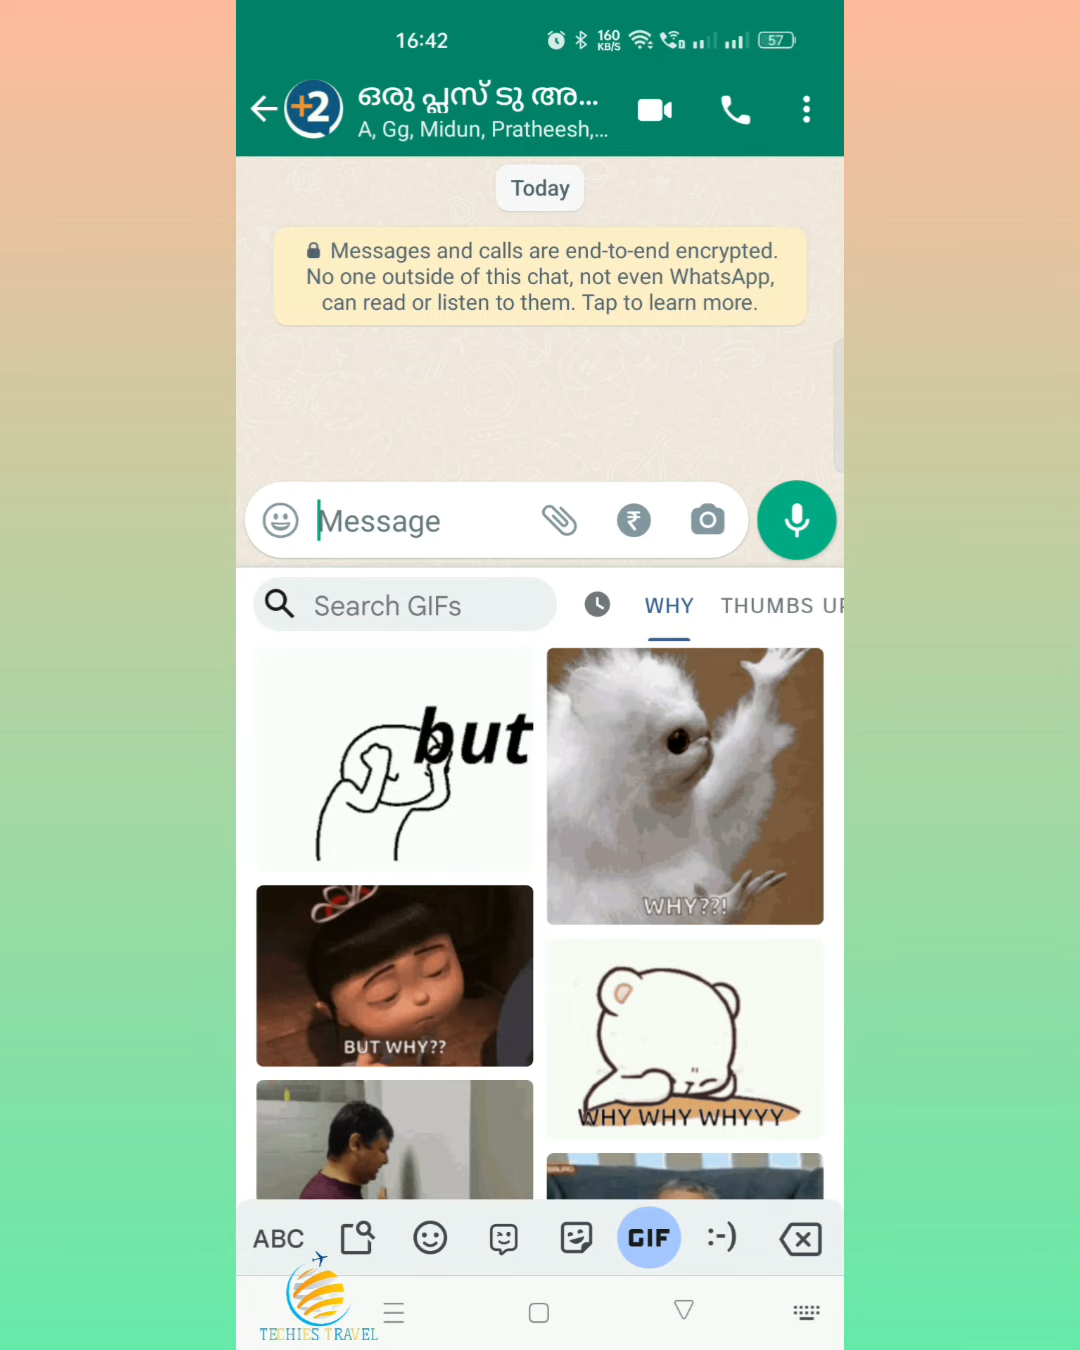 16:42
160
KB/S
57
+2
ഒരു പ്ലസ് ടു അ...
A, Gg, Midun, Pratheesh,...
Today
Messages and calls are end-to-end encrypted.
No one outside of this chat, not even WhatsApp,
can read or listen to them. Tap to learn more.
Message
Search GIFs
WHY
THUMBS UP
but
WHY??!
BUT WHY??
WHY WHY WHYYY
ABC
GIF
:-)
TECHIES TRAVEL